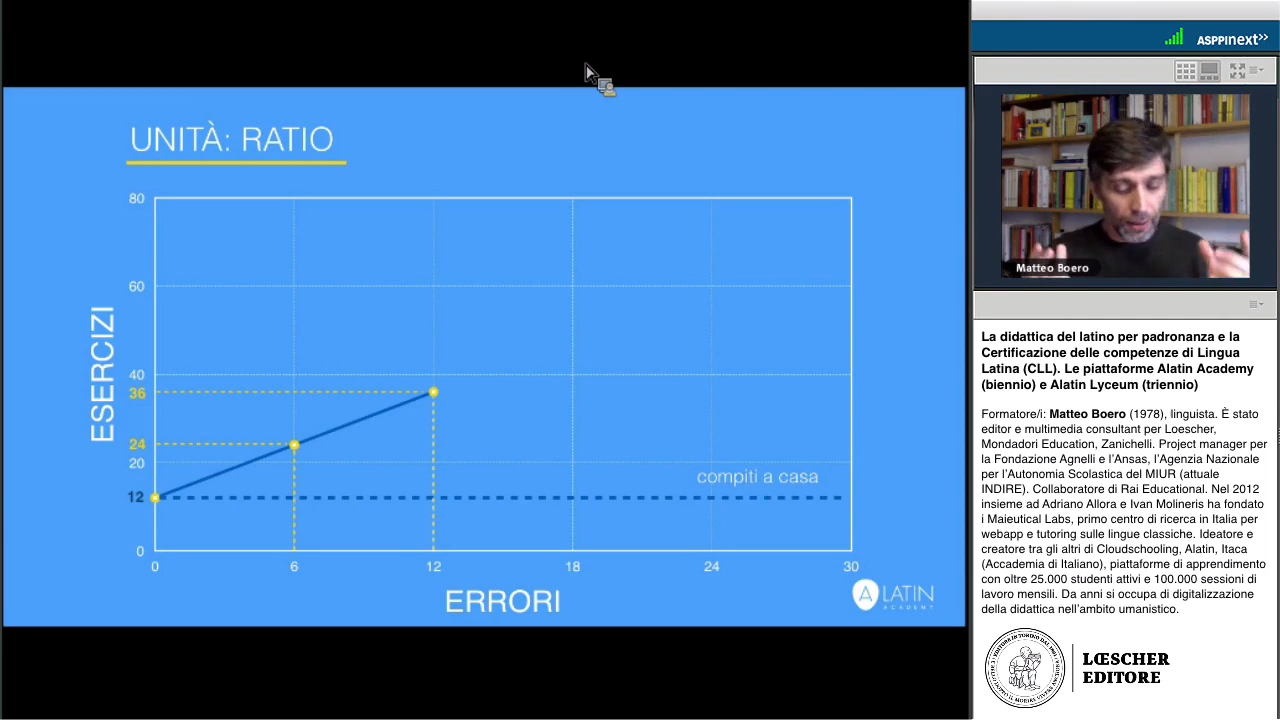 ASPPInext>>
UNITÀ: RATIO
80
60
40
36
24
20
12
0
ESERCIZI
compiti a casa
0 6 12 18 24 30
ERRORI
A LATIN
ACADEMY
Matteo Boero
La didattica del latino per padronanza e la
Certificazione delle competenze di Lingua
Latina (CLL). Le piattaforme Alatin Academy
(biennio) e Alatin Lyceum (triennio)
Formatore/i: Matteo Boero (1978), linguista. È stato
editor e multimedia consultant per Loescher,
Mondadori Education, Zanichelli. Project manager per
la Fondazione Agnelli e l'Ansas, l'Agenzia Nazionale
per l'Autonomia Scolastica del MIUR (attuale
INDIRE). Collaboratore di Rai Educational. Nel 2012
insieme ad Adriano Allora e Ivan Molineris ha fondato
i Maieutical Labs, primo centro di ricerca in Italia per
webapp e tutoring sulle lingue classiche. Ideatore e
creatore tra gli altri di Cloudschooling, Alatin, Itaca
(Accademia di Italiano), piattaforme di apprendimento
con oltre 25.000 studenti attivi e 100.000 sessioni di
lavoro mensili. Da anni si occupa di digitalizzazione
della didattica nell'ambito umanistico.
LŒSCHER
EDITORE